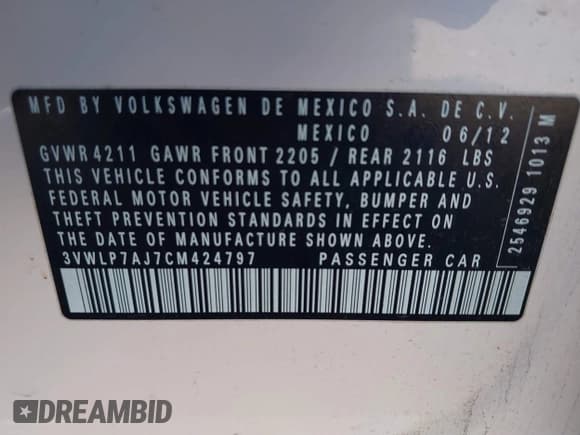 MFD BY VOLKSWAGEN DE MEXICO S.A. DE C.V.
MEXICO 06/12
GVWR 4211 GAWR FRONT 2205 / REAR 2116 LBS
THIS VEHICLE CONFORMS TO ALL APPLICABLE U.S.
FEDERAL MOTOR VEHICLE SAFETY, BUMPER AND
THEFT PREVENTION STANDARDS IN EFFECT ON
THE DATE OF MANUFACTURE SHOWN ABOVE.
3VWLP7AJ7CM424797 PASSENGER CAR
2546929 1013 M
DREAMBID